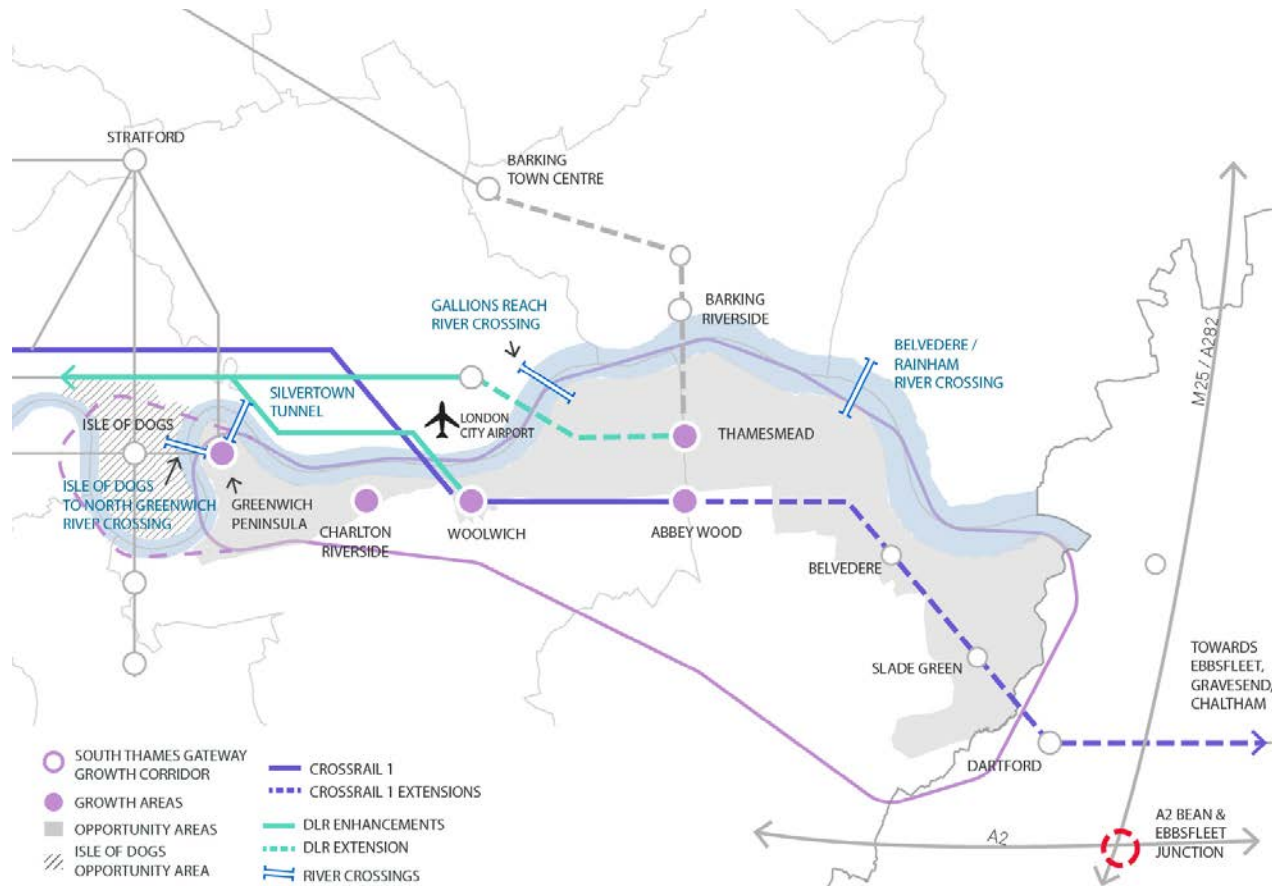 STRATFORD
BARKING
TOWN CENTRE
GALLIONS REACH
RIVER CROSSING
BARKING
RIVERSIDE
BELVEDERE /
RAINHAM
RIVER CROSSING
M25 / A282
SILVERTOWN
TUNNEL
ISLE OF DOGS
LONDON
CITY AIRPORT
THAMESMEAD
ISLE OF DOGS
TO NORTH GREENWICH
RIVER CROSSING
GREENWICH
PENINSULA
CHARLTON
RIVERSIDE
WOOLWICH
ABBEY WOOD
BELVEDERE
SLADE GREEN
TOWARDS
EBBSFLEET,
GRAVESEND,
CHALTHAM
DARTFORD
A2
A2 BEAN &
EBBSFLEET
JUNCTION
SOUTH THAMES GATEWAY
GROWTH CORRIDOR
GROWTH AREAS
OPPORTUNITY AREAS
ISLE OF DOGS
OPPORTUNITY AREA
CROSSRAIL 1
CROSSRAIL 1 EXTENSIONS
DLR ENHANCEMENTS
DLR EXTENSION
RIVER CROSSINGS